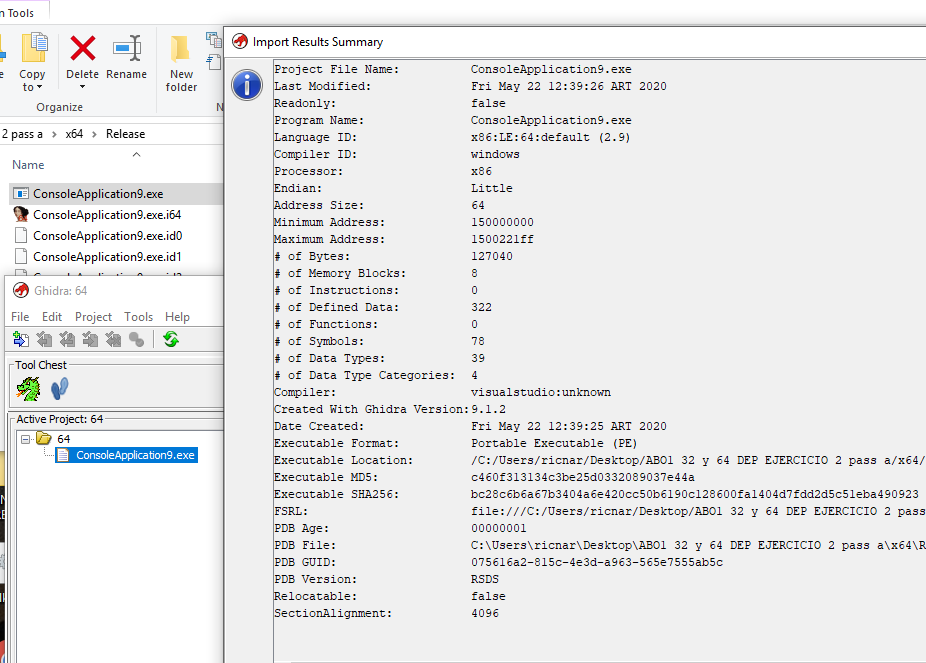 n Tools
Import Results Summary
e
Copy
to
Delete
Rename
New
folder
Organize
N
2 pass a > x64 > Release
Name
ConsoleApplication9.exe
ConsoleApplication9.exe.i64
ConsoleApplication9.exe.id0
ConsoleApplication9.exe.id1
Ghidra: 64
File Edit Project Tools Help
Tool Chest
Active Project: 64
64
ConsoleApplication9.exe
Project File Name: ConsoleApplication9.exe
Last Modified: Fri May 22 12:39:26 ART 2020
Readonly: false
Program Name: ConsoleApplication9.exe
Language ID: x86:LE:64:default (2.9)
Compiler ID: windows
Processor: x86
Endian: Little
Address Size: 64
Minimum Address: 150000000
Maximum Address: 1500221ff
# of Bytes: 127040
# of Memory Blocks: 8
# of Instructions: 0
# of Defined Data: 322
# of Functions: 0
# of Symbols: 78
# of Data Types: 39
# of Data Type Categories: 4
Compiler: visualstudio:unknown
Created With Ghidra Version: 9.1.2
Date Created: Fri May 22 12:39:25 ART 2020
Executable Format: Portable Executable (PE)
Executable Location: /C:/Users/ricnar/Desktop/ABO1 32 y 64 DEP EJERCICIO 2 pass a/x64/
Executable MD5: c460f313134c3be25d0332089037e44a
Executable SHA256: bc28c6b6a67b3404a6e420cc50b6190c128600fa1404d7fdd2d5c51eba490923
FSRL: file:///C:/Users/ricnar/Desktop/ABO1 32 y 64 DEP EJERCICIO 2 pass
PDB Age: 00000001
PDB File: C:\Users\ricnar\Desktop\ABO1 32 y 64 DEP EJERCICIO 2 pass a\x64\R
PDB GUID: 075616a2-815c-4e3d-a963-565e7555ab5c
PDB Version: RSDS
Relocatable: false
SectionAlignment: 4096